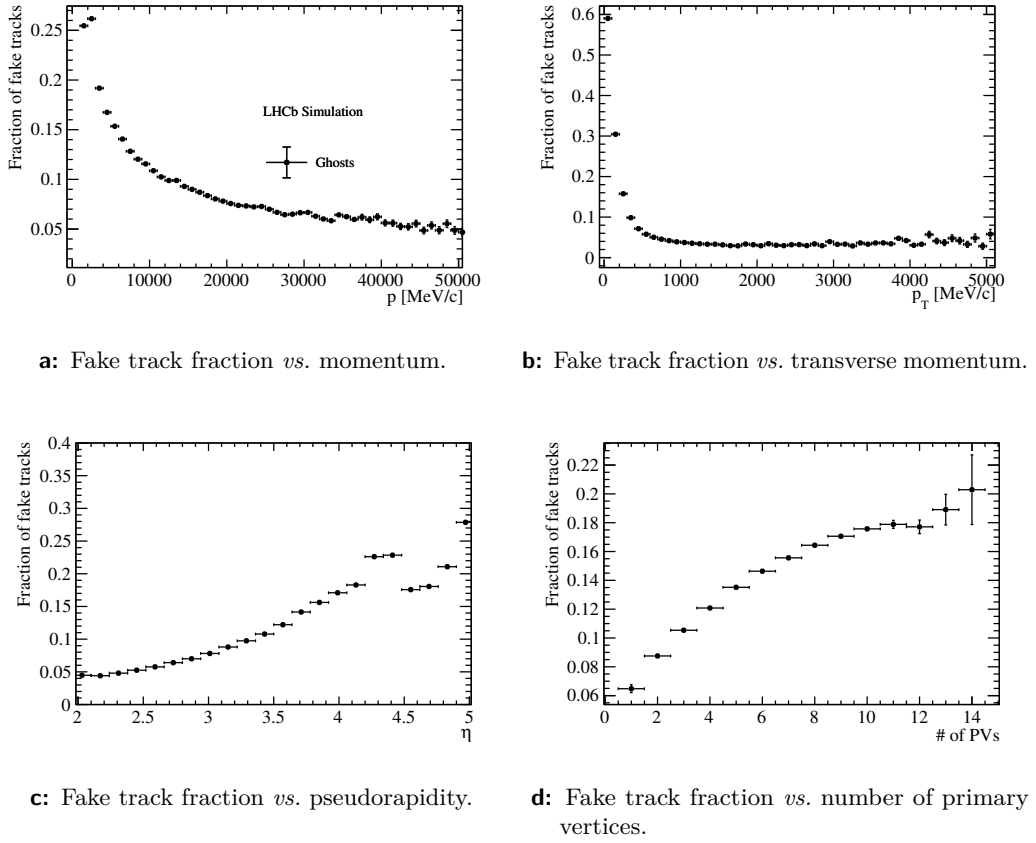 Fraction of fake tracks
0.25
0.2
0.15
0.1
0.05
LHCb Simulation
Ghosts
0 10000 20000 30000 40000 50000
p [MeV/c]
a: Fake track fraction vs. momentum.
Fraction of fake tracks
0.6
0.5
0.4
0.3
0.2
0.1
0
0 1000 2000 3000 4000 5000
p_T [MeV/c]
b: Fake track fraction vs. transverse momentum.
Fraction of fake tracks
0.4
0.35
0.3
0.25
0.2
0.15
0.1
0.05
0
2 2.5 3 3.5 4 4.5 5
η
c: Fake track fraction vs. pseudorapidity.
Fraction of fake tracks
0.22
0.2
0.18
0.16
0.14
0.12
0.1
0.08
0.06
0 2 4 6 8 10 12 14
# of PVs
d: Fake track fraction vs. number of primary
vertices.